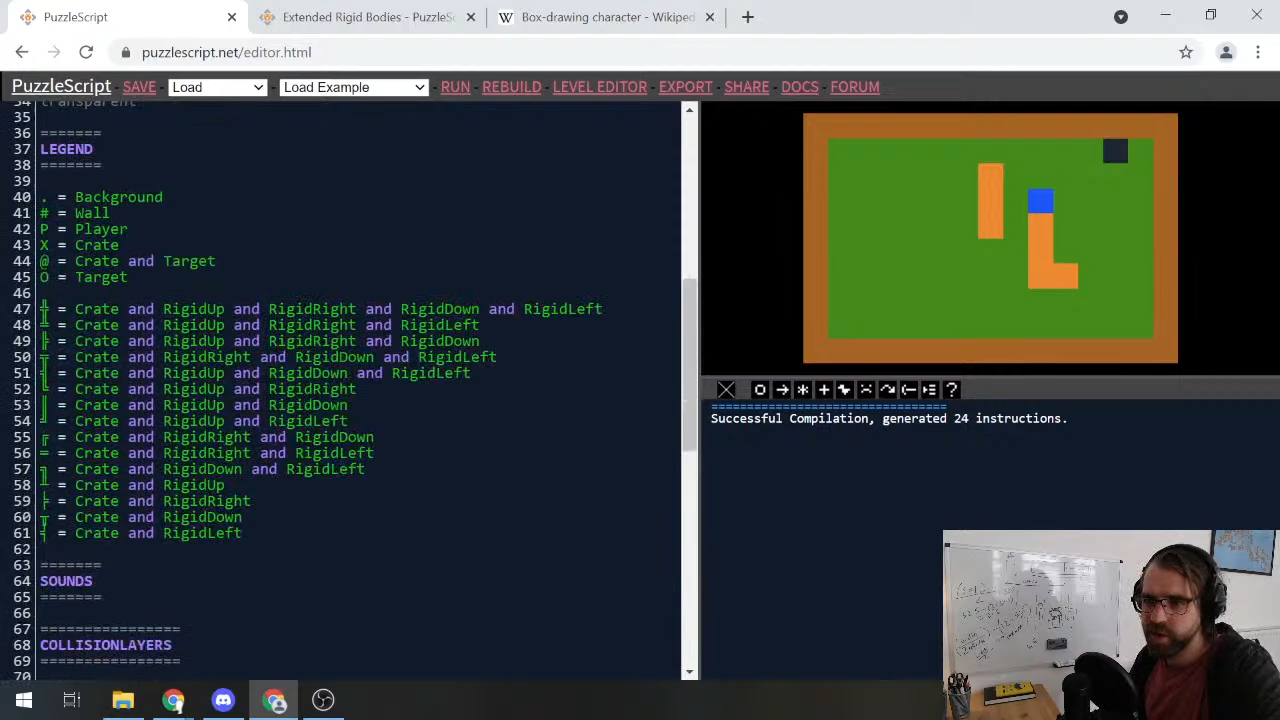 PuzzleScript
Extended Rigid Bodies - PuzzleSc
Box-drawing character - Wikiped
puzzlescript.net/editor.html
PuzzleScript SAVE - Load Load Example - RUN - REBUILD - LEVEL EDITOR - EXPORT - SHARE - DOCS - FORUM
34 transparent
35
36 =======
37 LEGEND
38 =======
39
40 . = Background
41 # = Wall
42 P = Player
43 X = Crate
44 @ = Crate and Target
45 O = Target
46
47 ╬ = Crate and RigidUp and RigidRight and RigidDown and RigidLeft
48 ╩ = Crate and RigidUp and RigidRight and RigidLeft
49 ╠ = Crate and RigidUp and RigidRight and RigidDown
50 ╦ = Crate and RigidRight and RigidDown and RigidLeft
51 ╣ = Crate and RigidUp and RigidDown and RigidLeft
52 ╚ = Crate and RigidUp and RigidRight
53 ║ = Crate and RigidUp and RigidDown
54 ╝ = Crate and RigidUp and RigidLeft
55 ╔ = Crate and RigidRight and RigidDown
56 ═ = Crate and RigidRight and RigidLeft
57 ╗ = Crate and RigidDown and RigidLeft
58 ╨ = Crate and RigidUp
59 ╞ = Crate and RigidRight
60 ╥ = Crate and RigidDown
61 ╡ = Crate and RigidLeft
62
63 =======
64 SOUNDS
65 =======
66
67 ================
68 COLLISIONLAYERS
69 ================
70
=================================
Successful Compilation, generated 24 instructions.